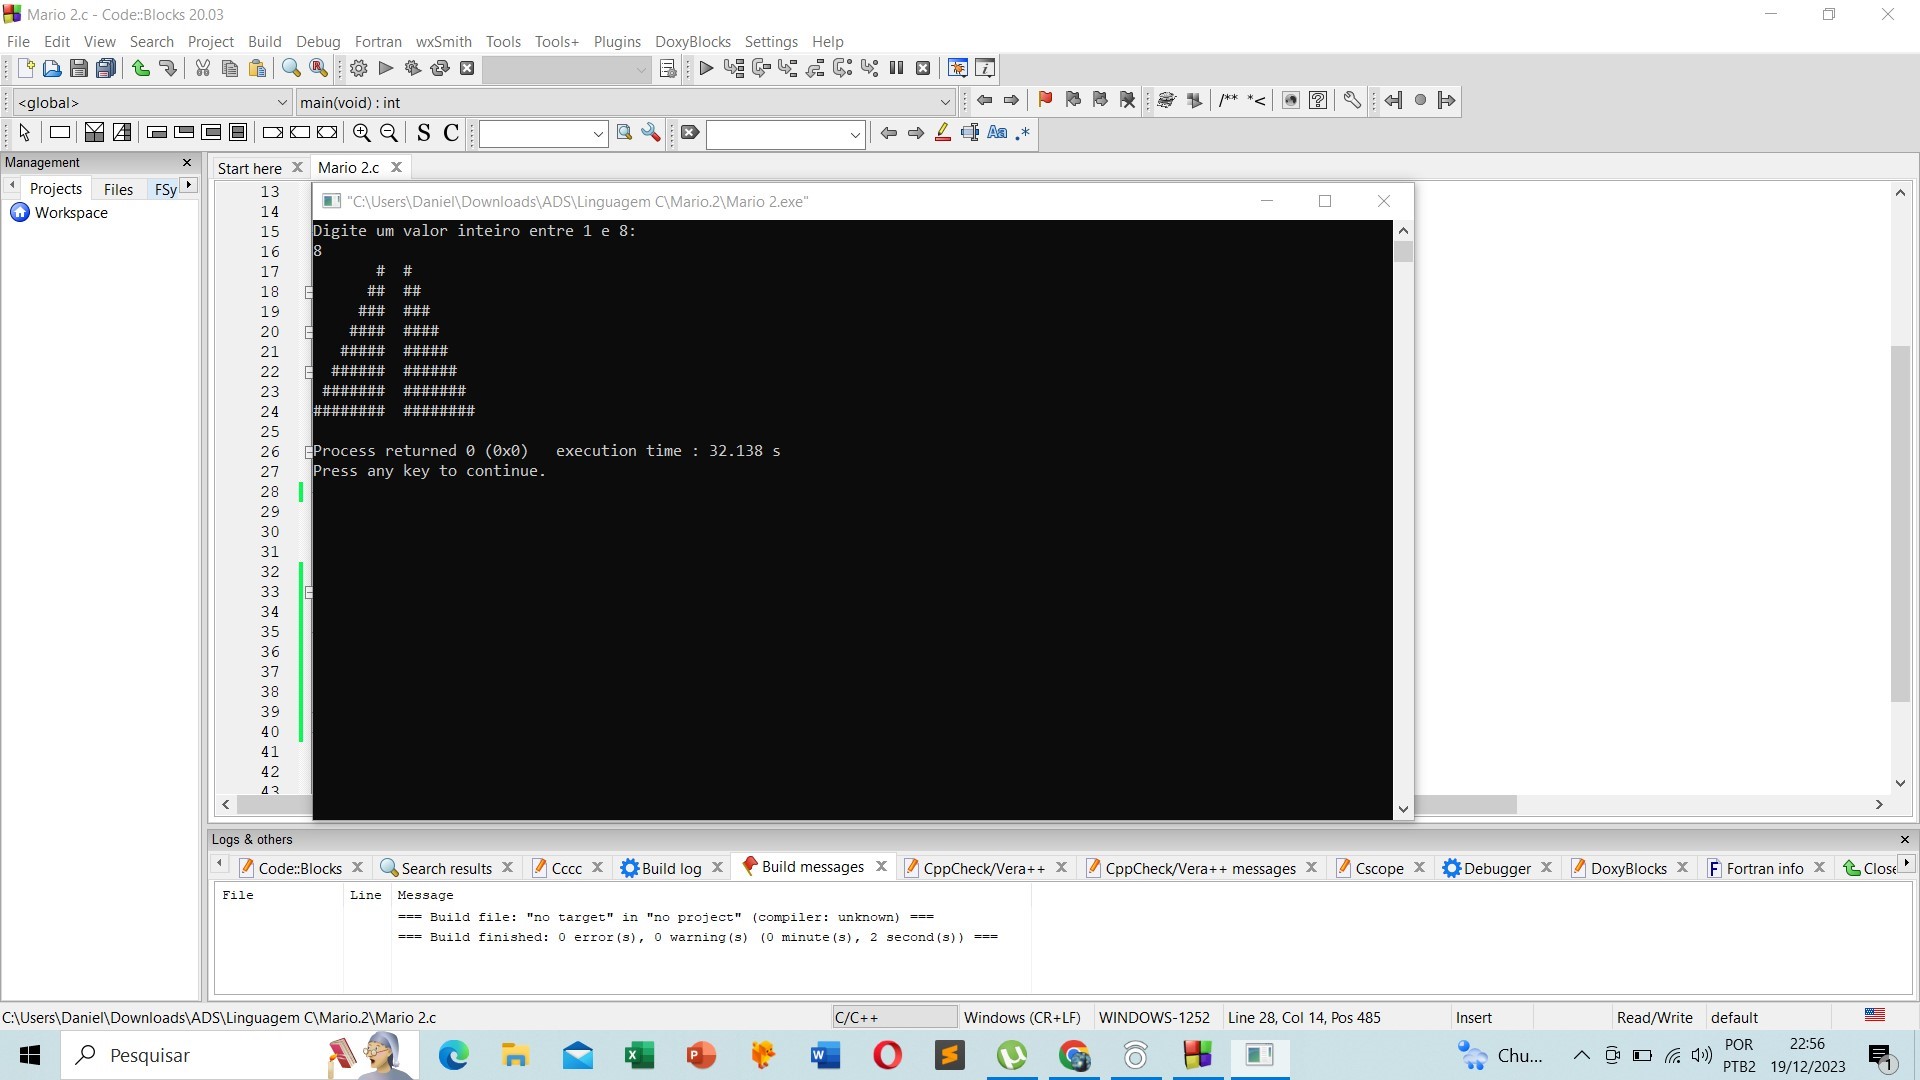 Mario 2.c - Code::Blocks 20.03
File Edit View Search Project Build Debug Fortran wxSmith Tools Tools+ Plugins DoxyBlocks Settings Help
<global> main(void) : int /** *<
S C Aa .*
Management
Projects Files FSy
Workspace
Start here Mario 2.c
13
14
15
16
17
18
19
20
21
22
23
24
25
26
27
28
29
30
31
32
33
34
35
36
37
38
39
40
41
42
43
"C:\Users\Daniel\Downloads\ADS\Linguagem C\Mario.2\Mario 2.exe"
Digite um valor inteiro entre 1 e 8:
8
       #  #
      ##  ##
     ###  ###
    ####  ####
   #####  #####
  ######  ######
 #######  #######
########  ########
Process returned 0 (0x0)   execution time : 32.138 s
Press any key to continue.
Logs & others
Code::Blocks Search results Cccc Build log Build messages CppCheck/Vera++ CppCheck/Vera++ messages Cscope Debugger DoxyBlocks Fortran info Close
File Line Message
=== Build file: "no target" in "no project" (compiler: unknown) ===
=== Build finished: 0 error(s), 0 warning(s) (0 minute(s), 2 second(s)) ===
C:\Users\Daniel\Downloads\ADS\Linguagem C\Mario.2\Mario 2.c C/C++ Windows (CR+LF) WINDOWS-1252 Line 28, Col 14, Pos 485 Insert Read/Write default
Pesquisar Chu... POR 22:56
PTB2 19/12/2023 1